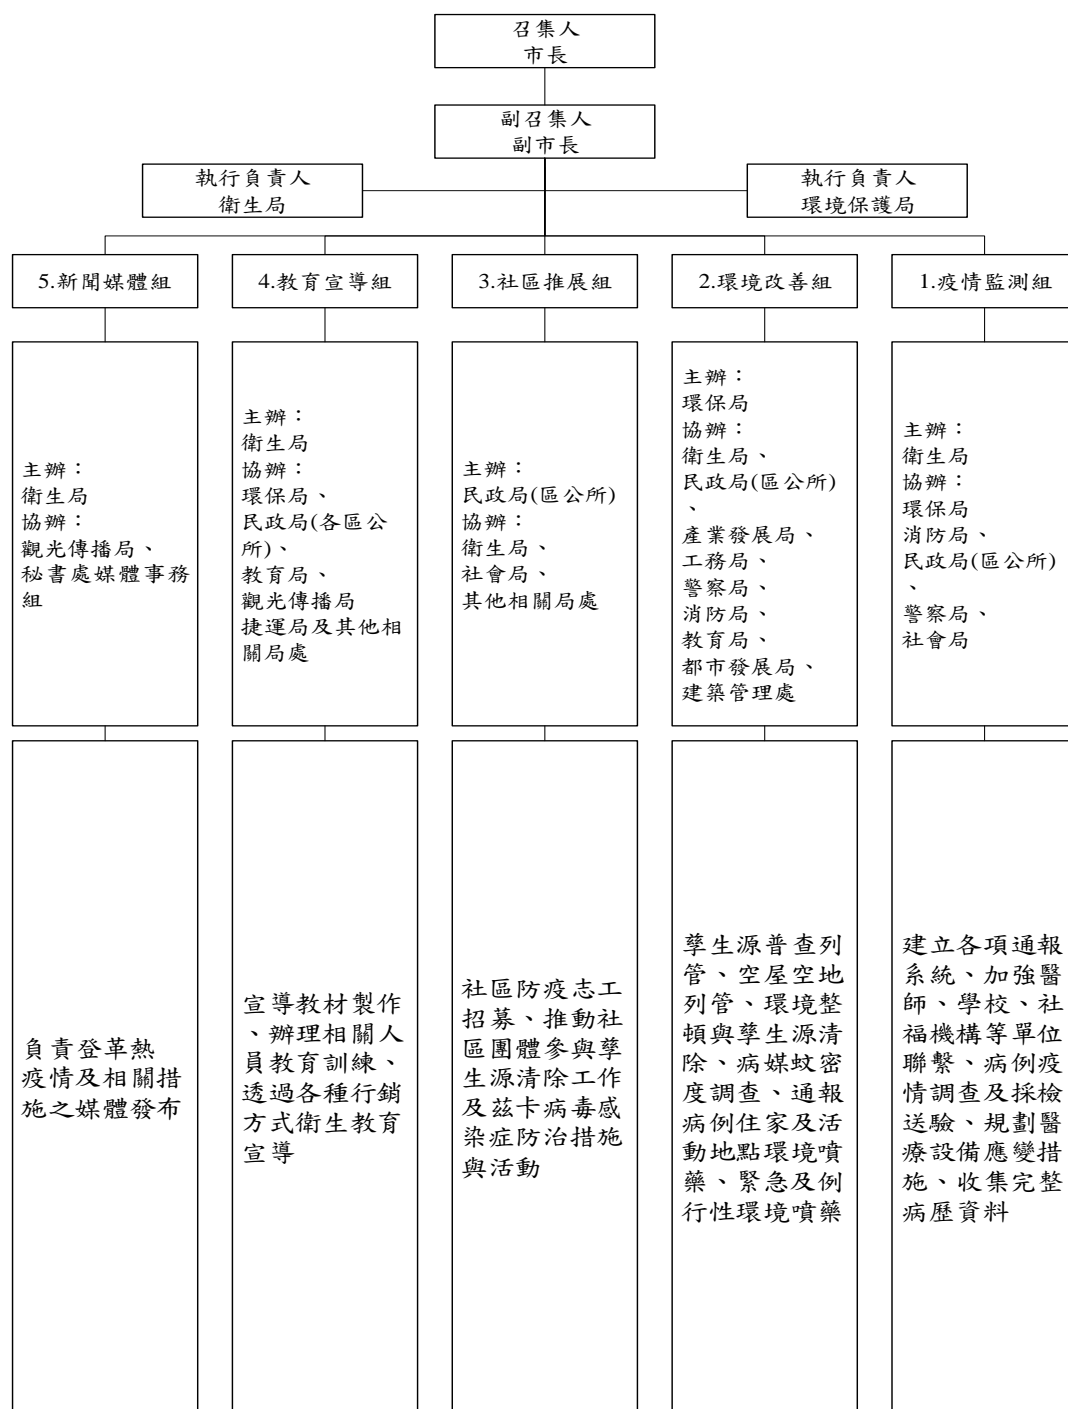 召集人
市長
副召集人
副市長
執行負責人
衛生局
執行負責人
環境保護局
5.新聞媒體組
4.教育宣導組
3.社區推展組
2.環境改善組
1.疫情監測組
主辦：
衛生局
協辦：
觀光傳播局、
秘書處媒體事務
組
主辦：
衛生局
協辦：
環保局、
民政局(各區公
所)、
教育局、
觀光傳播局
捷運局及其他相
關局處
主辦：
民政局(區公所)
協辦：
衛生局、
社會局、
其他相關局處
主辦：
環保局
協辦：
衛生局、
民政局(區公所)
、
產業發展局、
工務局、
警察局、
消防局、
教育局、
都市發展局、
建築管理處
主辦：
衛生局
協辦：
環保局
消防局、
民政局(區公所)
、
警察局、
社會局
負責登革熱
疫情及相關措
施之媒體發布
宣導教材製作
、辦理相關人
員教育訓練、
透過各種行銷
方式衛生教育
宣導
社區防疫志工
招募、推動社
區團體參與孳
生源清除工作
及茲卡病毒感
染症防治措施
與活動
孳生源普查列
管、空屋空地
列管、環境整
頓與孳生源清
除、病媒蚊密
度調查、通報
病例住家及活
動地點環境噴
藥、緊急及例
行性環境噴藥
建立各項通報
系統、加強醫
師、學校、社
福機構等單位
聯繫、病例疫
情調查及採檢
送驗、規劃醫
療設備應變措
施、收集完整
病歷資料